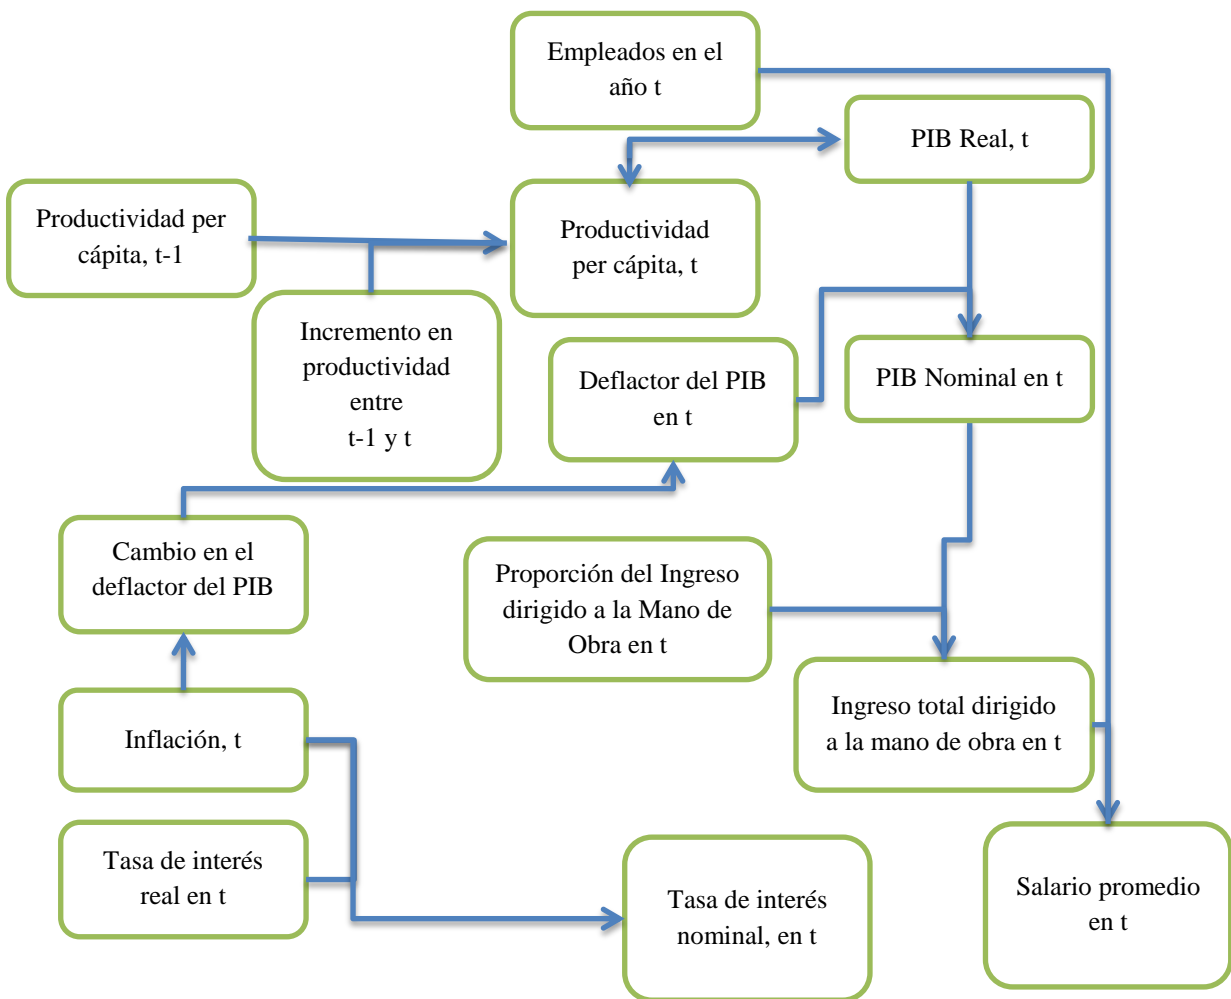 Empleados en el
año t
PIB Real, t
Productividad per
cápita, t-1
Productividad
per cápita, t
Incremento en
productividad
entre
t-1 y t
Deflactor del PIB
en t
PIB Nominal en t
Cambio en el
deflactor del PIB
Proporción del Ingreso
dirigido a la Mano de
Obra en t
Inflación, t
Ingreso total dirigido
a la mano de obra en t
Tasa de interés
real en t
Tasa de interés
nominal, en t
Salario promedio
en t